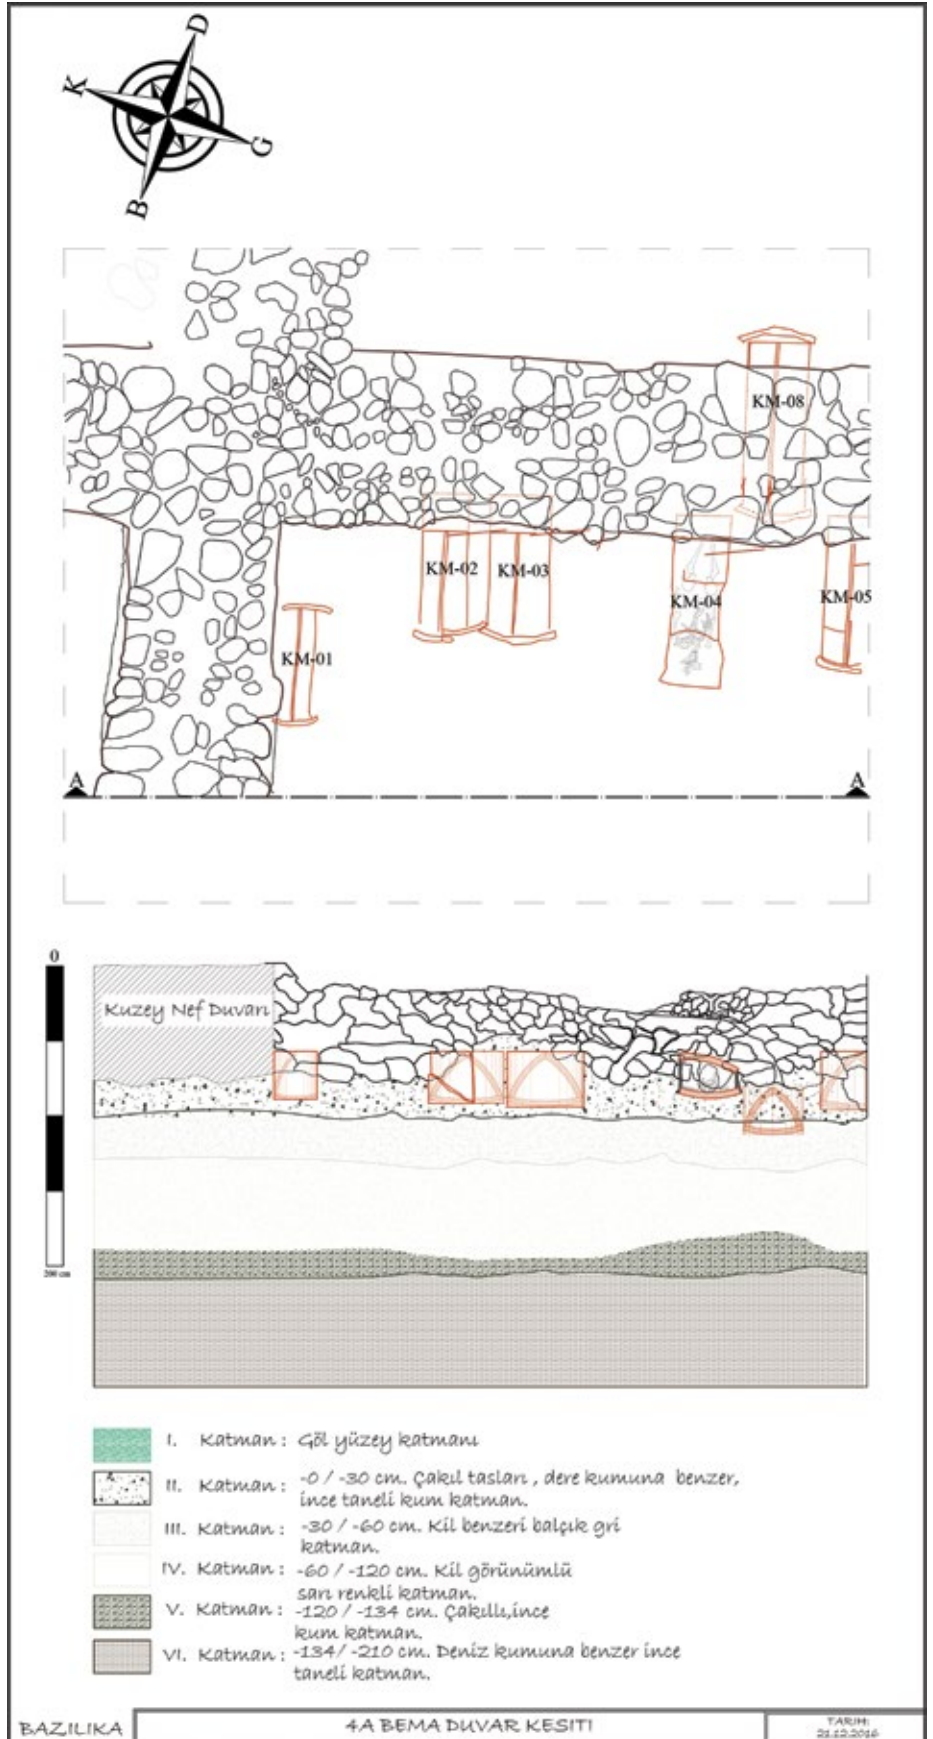 D
K
G
B
KM-08
KM-02
KM-03
KM-04
KM-05
KM-01
A
A
0
Kuzey Nef Duvarı
200 cm
I. Katman : Göl yüzey katmanı
II. Katman : -0 / -30 cm. Çakıl tasları , dere kumuna benzer,
ince taneli kum katman.
III. Katman : -30 / -60 cm. Kil benzeri balçık gri
katman.
IV. Katman : -60 / -120 cm. Kil görünümlü
sarı renkli katman.
V. Katman : -120 / -134 cm. Çakıllı,ince
kum katman.
VI. Katman : -134/ -210 cm. Deniz kumuna benzer ince
taneli katman.
BAZILIKA
4A BEMA DUVAR KESITI
TARIH:
21.12.2016